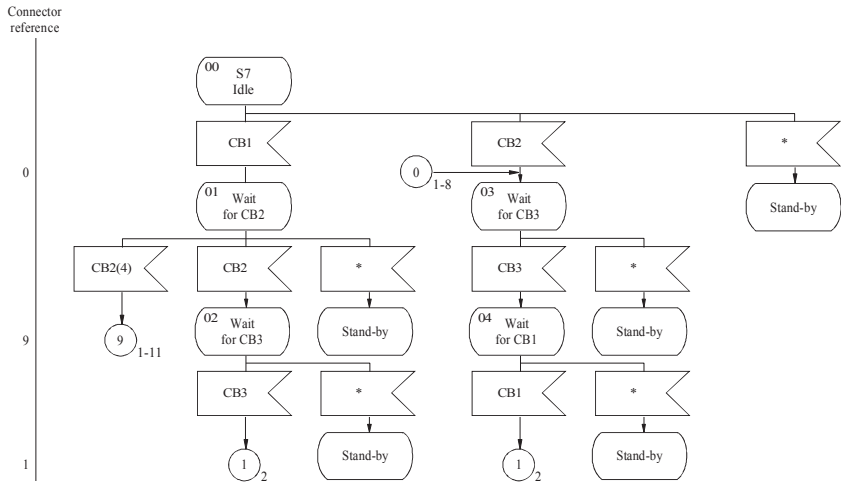 Connector
reference
00
S7
Idle
CB1
CB2
*
0
0
1-8
01
Wait
for CB2
03
Wait
for CB3
Stand-by
CB2(4)
CB2
*
CB3
*
9
9
1-11
02
Wait
for CB3
Stand-by
04
Wait
for CB1
Stand-by
CB3
*
CB1
*
1
1
2
Stand-by
1
2
Stand-by